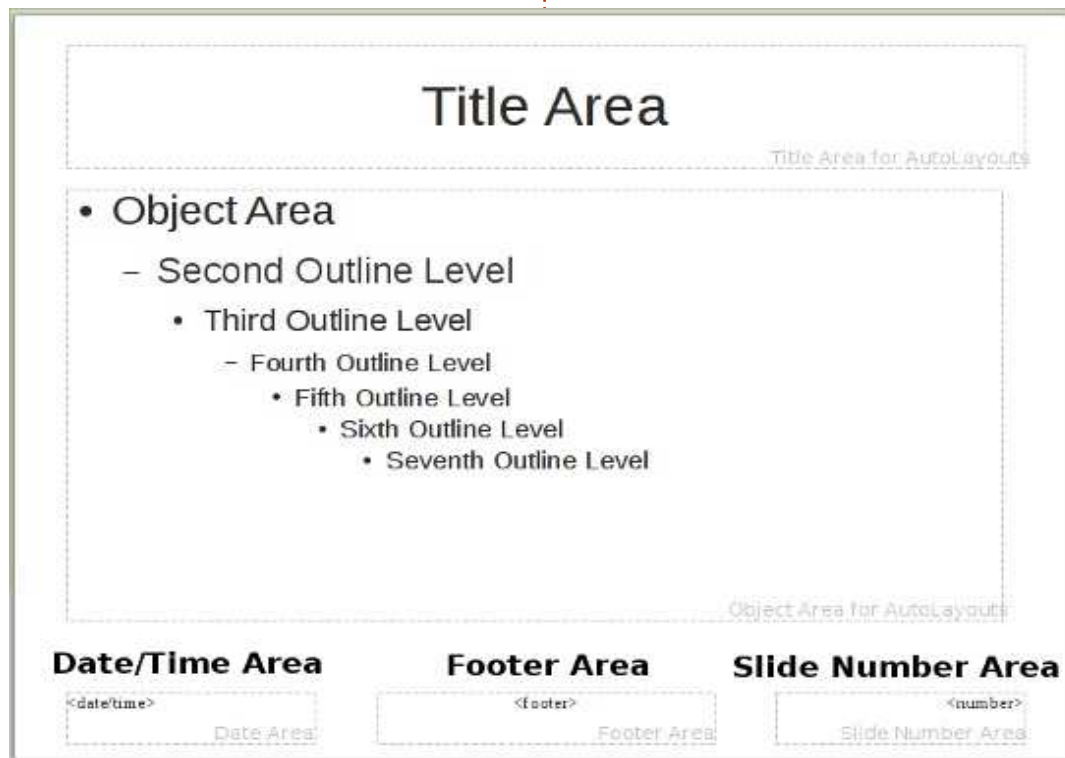 Title Area
Title Area for AutoLayouts
• Object Area
– Second Outline Level
• Third Outline Level
– Fourth Outline Level
• Fifth Outline Level
• Sixth Outline Level
• Seventh Outline Level
Object Area for AutoLayouts
Date/Time Area Footer Area Slide Number Area
<date/time> <footer> <number>
Date Area Footer Area Slide Number Area